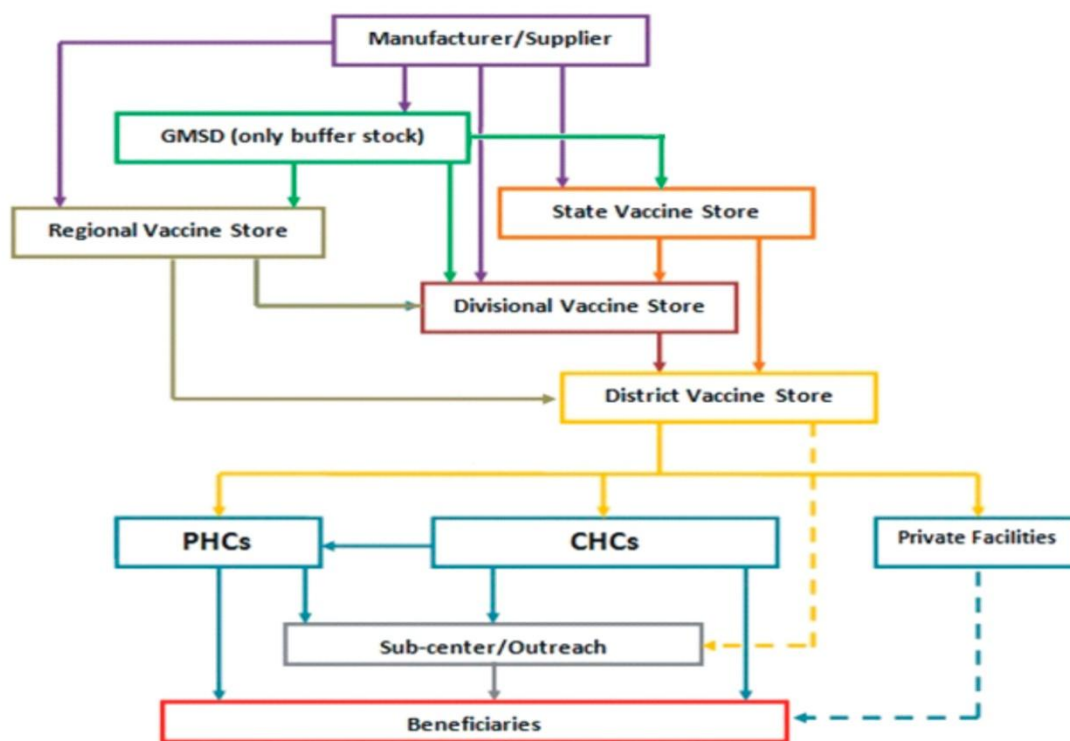 Manufacturer/Supplier
GMSD (only buffer stock)
State Vaccine Store
Regional Vaccine Store
Divisional Vaccine Store
District Vaccine Store
PHCs
CHCs
Private Facilities
Sub-center/Outreach
Beneficiaries